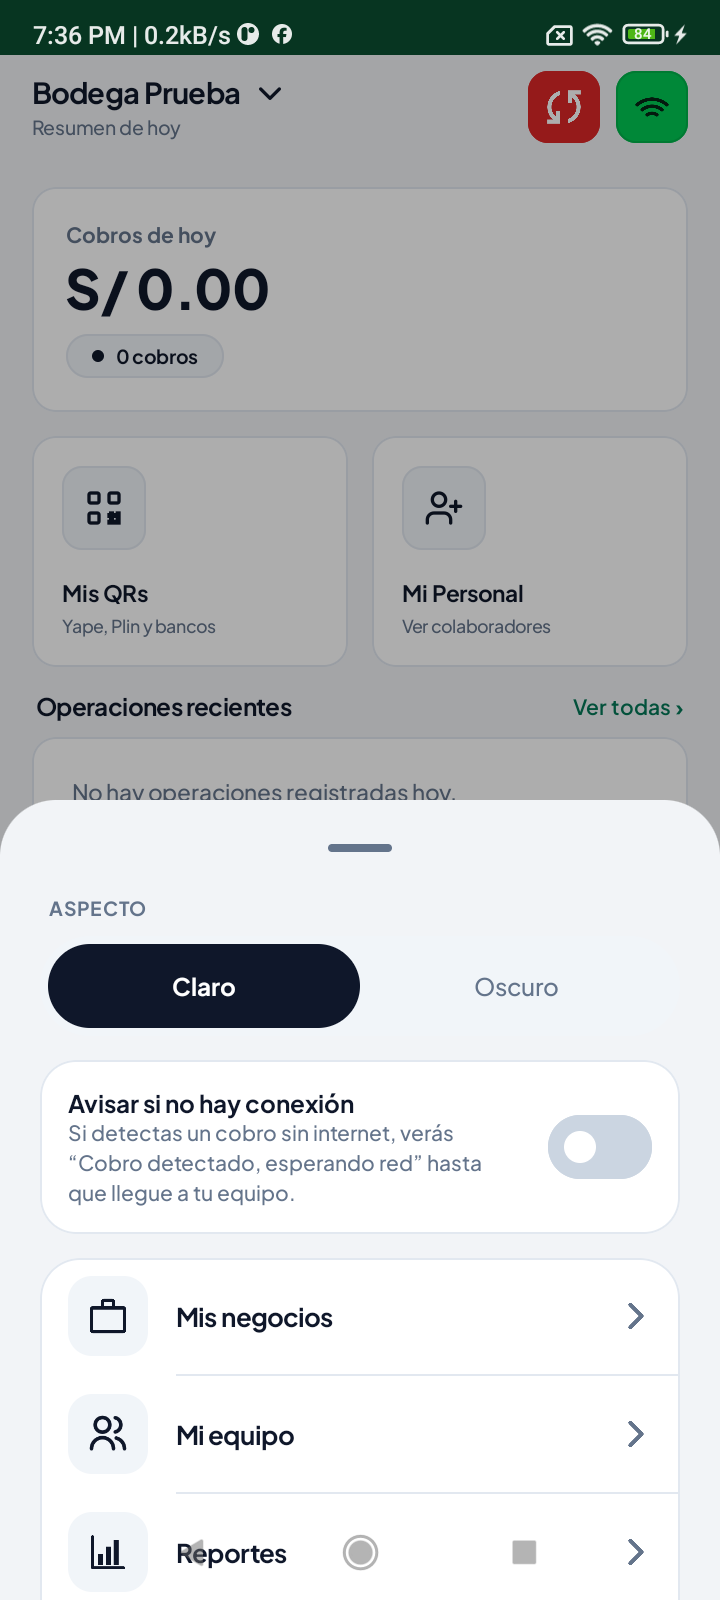 7:36 PM | 0.2kB/s
84
Bodega Prueba
Resumen de hoy
Cobros de hoy
S/ 0.00
0 cobros
Mis QRs
Yape, Plin y bancos
Mi Personal
Ver colaboradores
Operaciones recientes
Ver todas ›
No hay operaciones registradas hoy.
ASPECTO
Claro
Oscuro
Avisar si no hay conexión
Si detectas un cobro sin internet, verás
“Cobro detectado, esperando red” hasta
que llegue a tu equipo.
Mis negocios
Mi equipo
Reportes